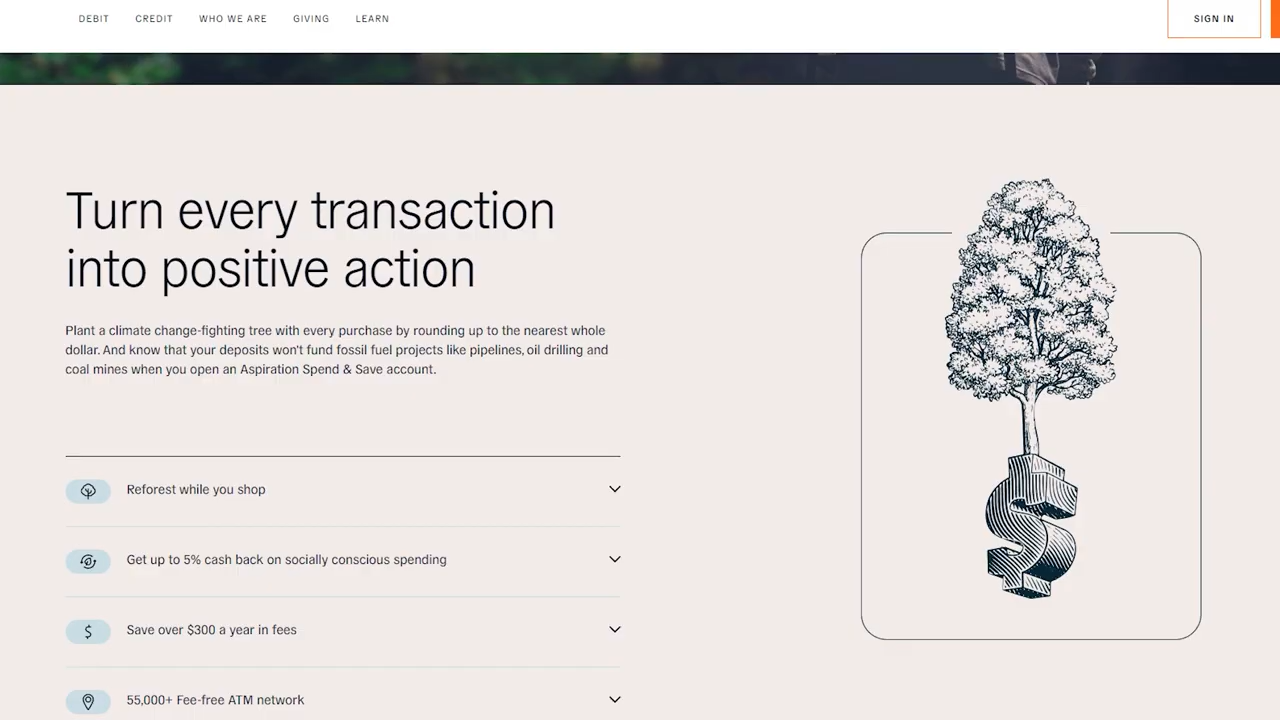 DEBIT CREDIT WHO WE ARE GIVING LEARN SIGN IN
Turn every transaction
into positive action
Plant a climate change-fighting tree with every purchase by rounding up to the nearest whole
dollar. And know that your deposits won't fund fossil fuel projects like pipelines, oil drilling and
coal mines when you open an Aspiration Spend & Save account.
Reforest while you shop
Get up to 5% cash back on socially conscious spending
Save over $300 a year in fees
55,000+ Fee-free ATM network